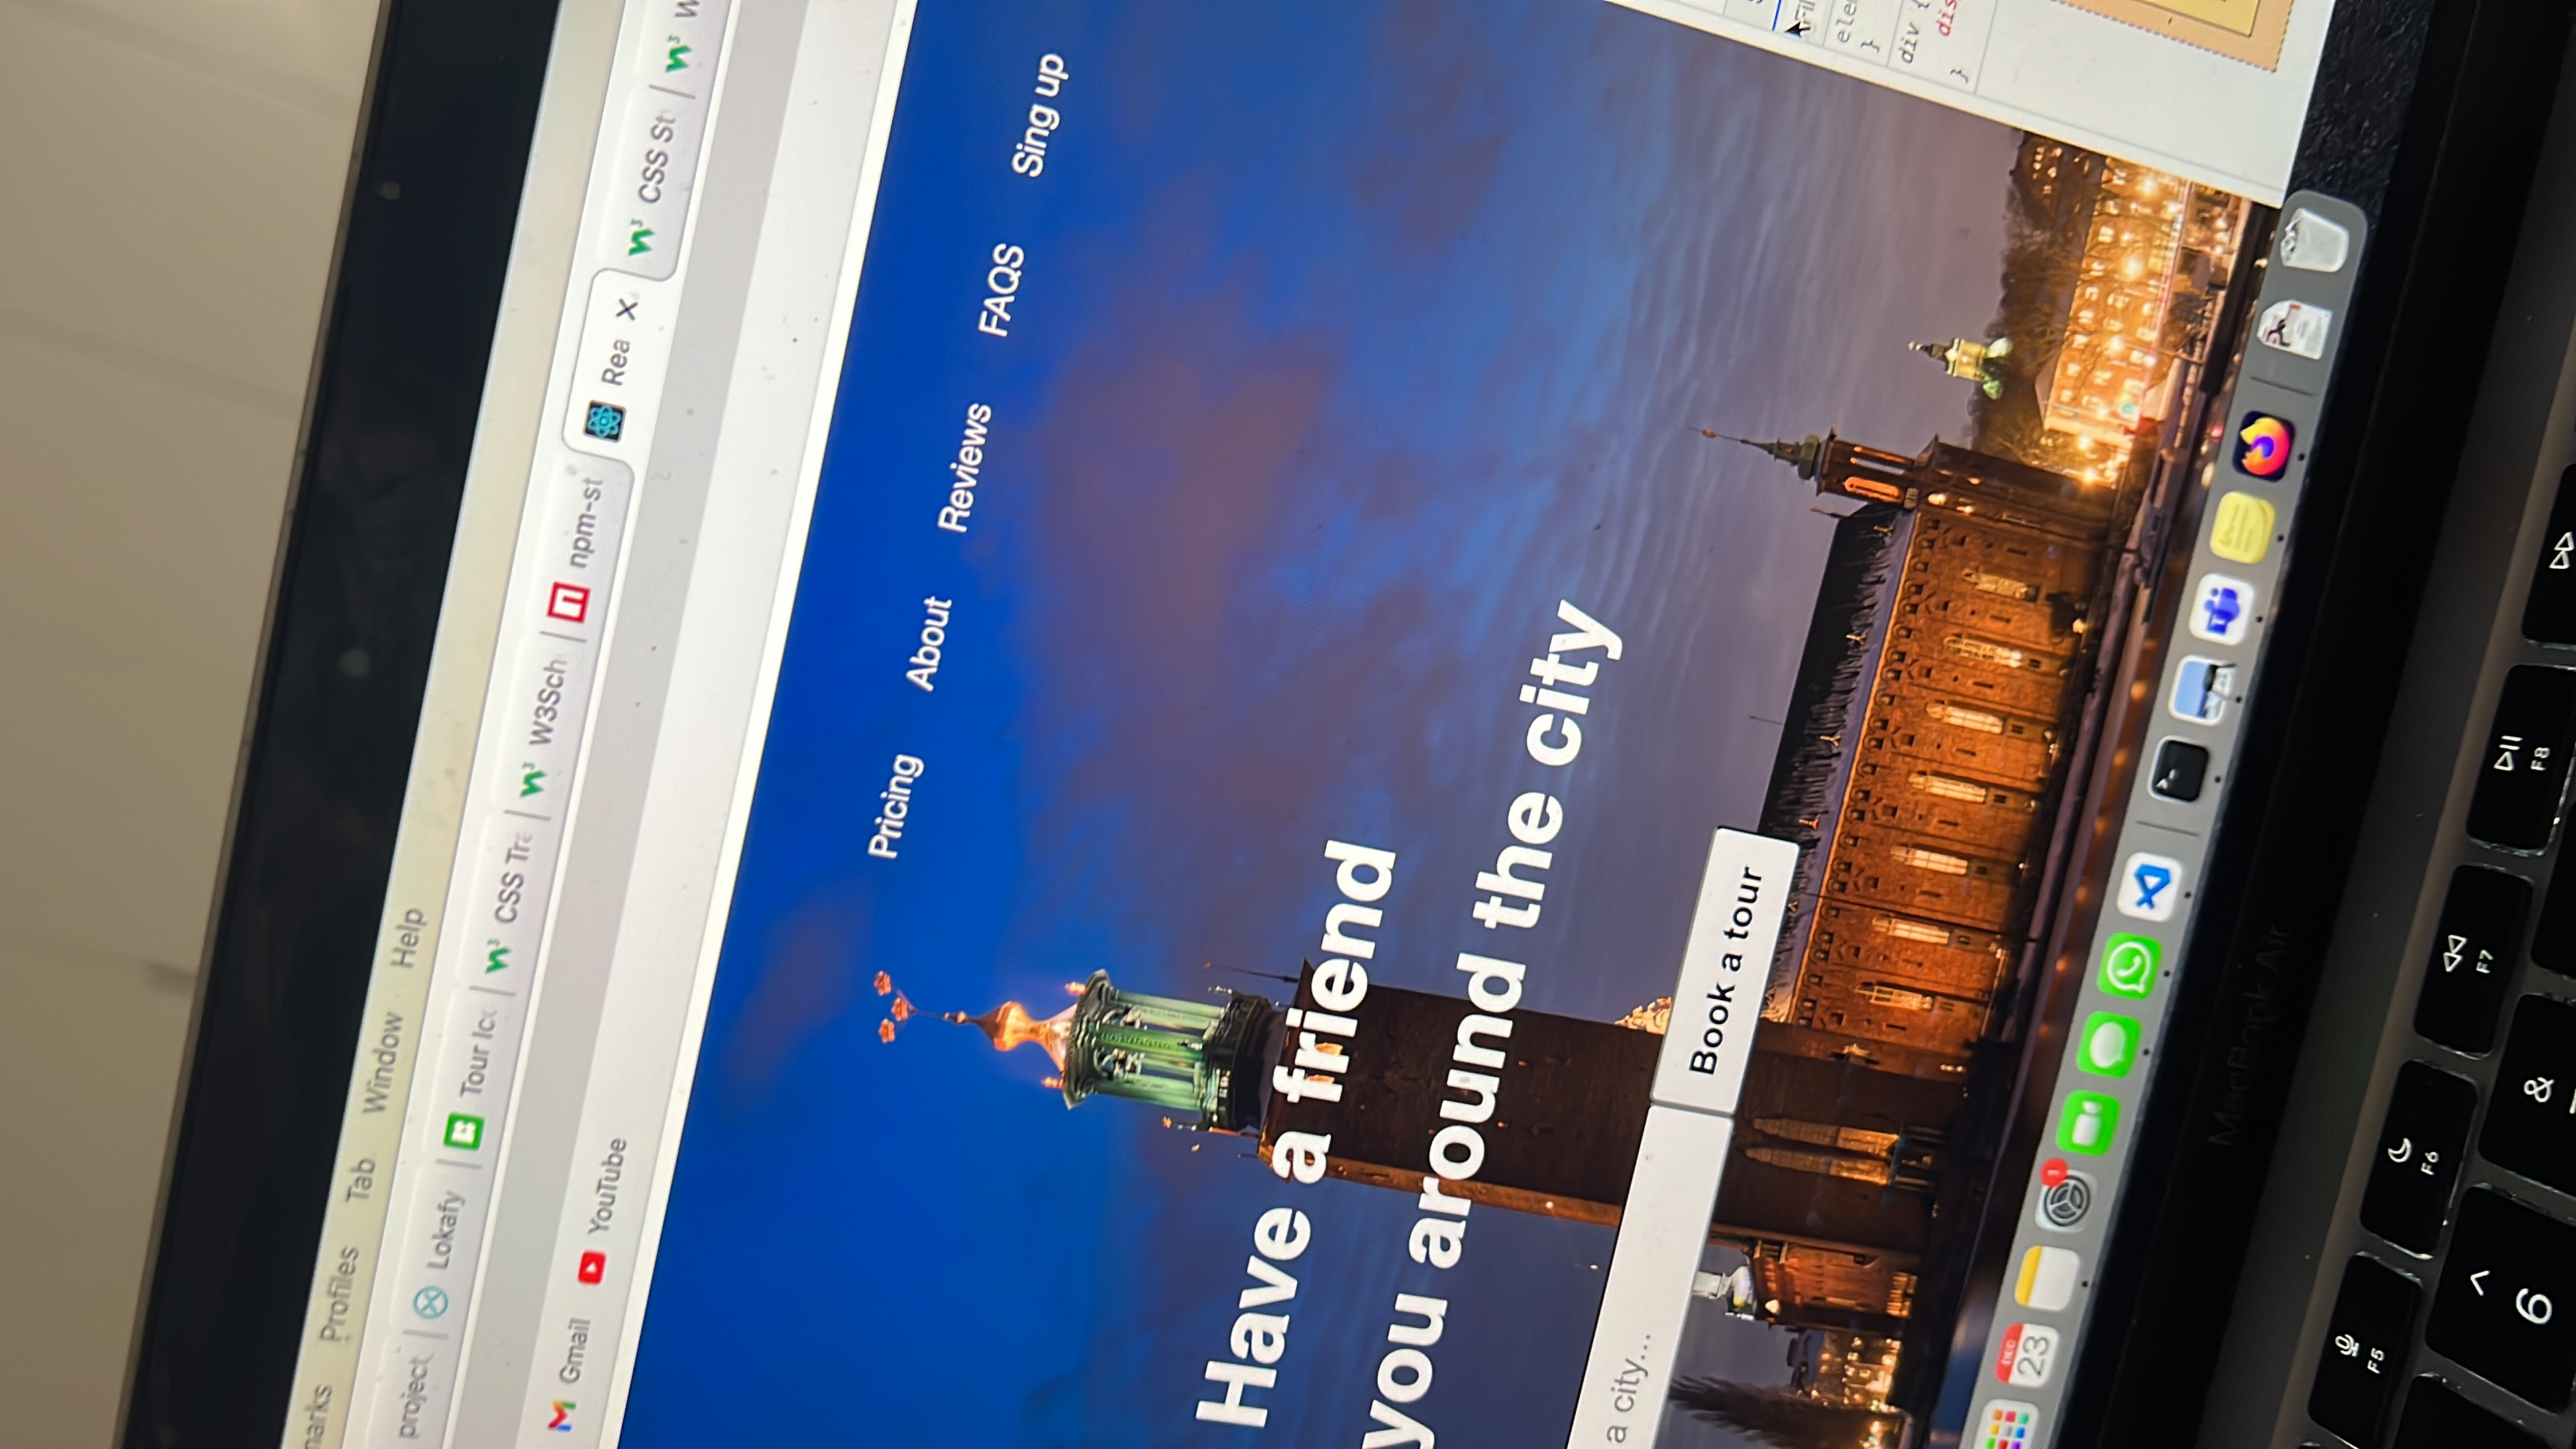 Profiles Tab Window Help
project Lokafy Tour Ic CSS Tra W3Sch npm-st Rea CSS St W
Gmail YouTube
Pricing About Reviews FAQS Sing up
Have a friend
you around the city
a city...
Book a tour
ele
}
div {
dis
}
DEC
23
1
MacBook Air
F5 F6 F7 F8
^
6 &